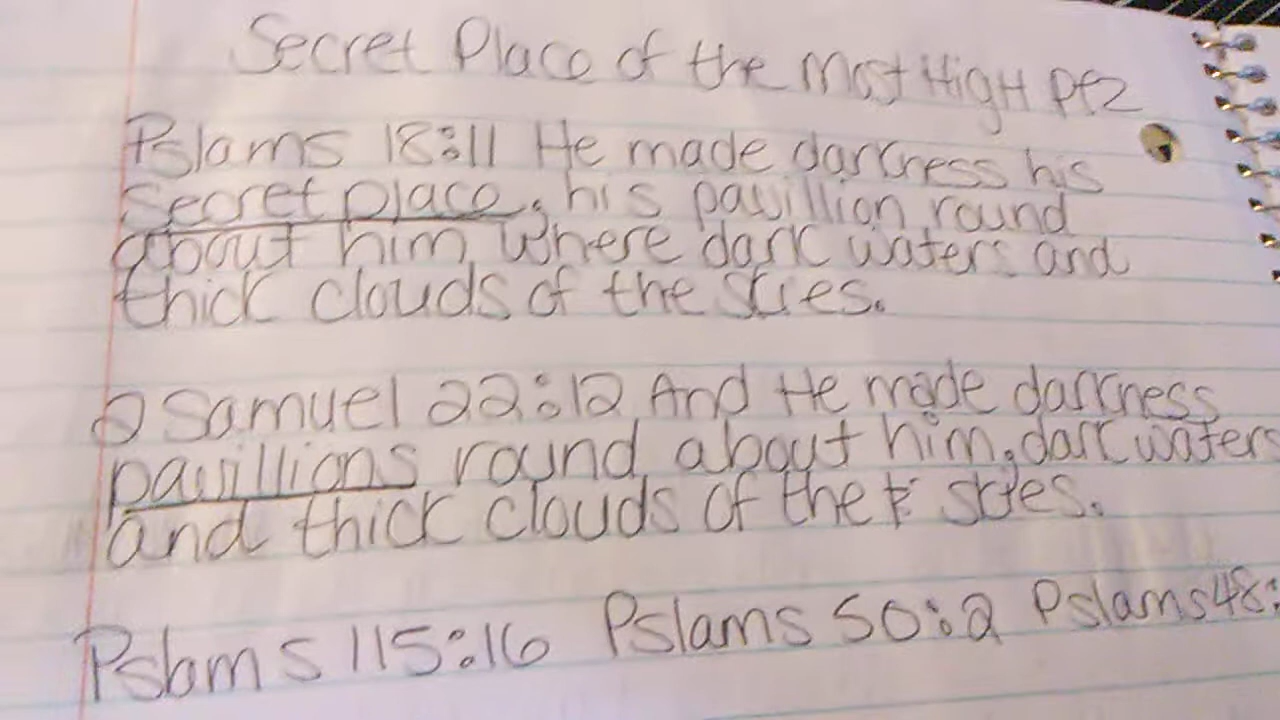 Secret Place of the Most High pt2
Pslams 18:11 He made darkness his
secret place, his pavillion round
about him where dark waters and
thick clouds of the skies.
2 Samuel 22:12 And He made darkness
pavillians round about him, dark waters
and thick clouds of the skies.
Pslams 115:16 Pslams 50:2 Pslams 48: